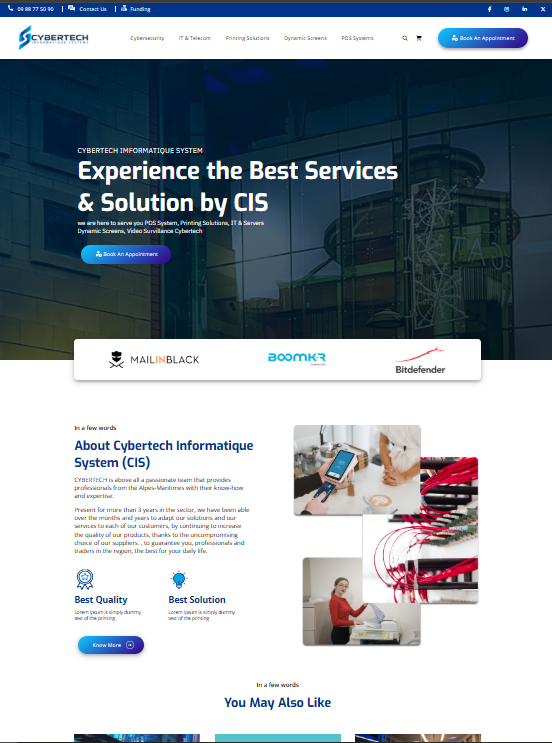 09 88 77 50 90 Contact Us Funding
CYBERTECH
INFORMATIQUE SYSTEMS
Cybersecurity IT & Telecom Printing Solutions Dynamic Screens POS Systems
Book An Appointment
CYBERTECH IMFORMATIQUE SYSTEM
Experience the Best Services
& Solution by CIS
we are here to serve you POS System, Printing Solutions, IT & Servers
Dynamic Screens, Video Survillance Cybertech
Book An Appointment
MAILINBLACK
BOOMKR
Bitdefender
In a few words
About Cybertech Informatique
System (CIS)
CYBERTECH is above all a passionate team that provides
professionals from the Alpes-Maritimes with their know-how
and expertise.
Present for more than 3 years in the sector, we have been able
over the months and years to adapt our solutions and our
services to each of our customers, by continuing to increase
the quality of our products, thanks to the uncompromising
choice of our suppliers. , to guarantee you, professionals and
traders in the region, the best for your daily life.
Best Quality
Lorem Ipsum is simply dummy
text of the printing
Best Solution
Lorem Ipsum is simply dummy
text of the printing
Know More
In a few words
You May Also Like